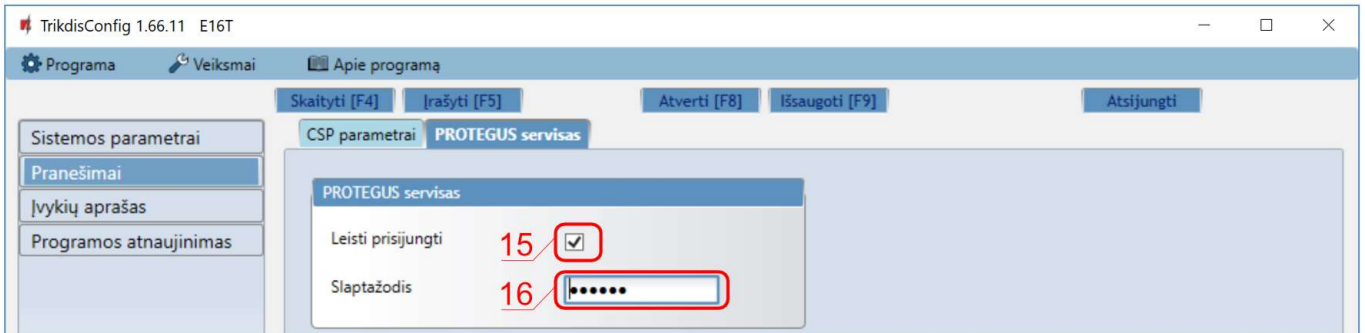 TrikdisConfig 1.66.11 E16T
Programa Veiksmai Apie programą
Skaityti [F4] Įrašyti [F5] Atverti [F8] Išsaugoti [F9] Atsijungti
Sistemos parametrai
Pranešimai
Įvykių aprašas
Programos atnaujinimas
CSP parametrai PROTEGUS servisas
PROTEGUS servisas
Leisti prisijungti 15
Slaptažodis 16 ••••••